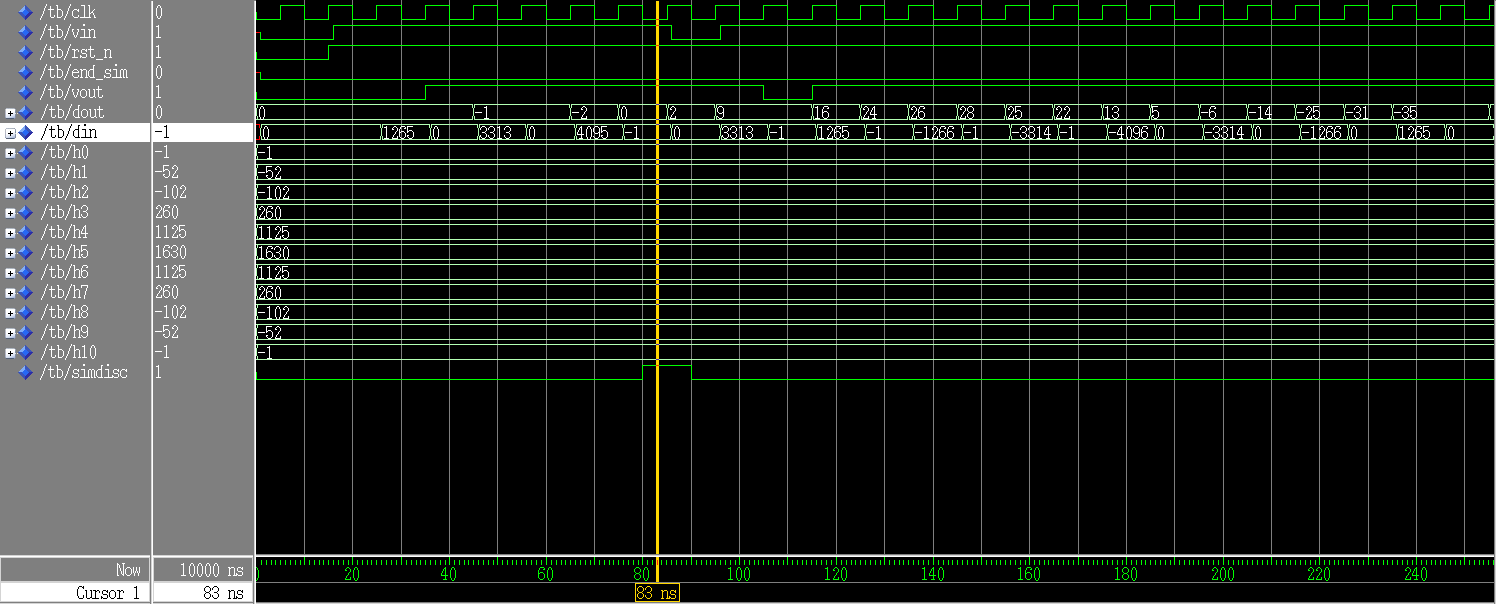 /tb/clk 0
/tb/vin 1
/tb/rst_n 1
/tb/end_sim 0
/tb/vout 1
/tb/dout 0 0 -1 -2 0 2 9 16 24 26 28 25 22 13 5 -6 -14 -25 -31 -35
/tb/din -1 0 1265 0 3313 0 4095 -1 0 3313 -1 1265 -1 -1266 -1 -3314 -1 -4096 0 -3314 0 -1266 0 1265 0
/tb/h0 -1 -1
/tb/h1 -52 -52
/tb/h2 -102 -102
/tb/h3 260 260
/tb/h4 1125 1125
/tb/h5 1630 1630
/tb/h6 1125 1125
/tb/h7 260 260
/tb/h8 -102 -102
/tb/h9 -52 -52
/tb/h10 -1 -1
/tb/simdisc 1
Now 10000 ns 20 40 60 80 100 120 140 160 180 200 220 240
Cursor 1 83 ns 83 ns